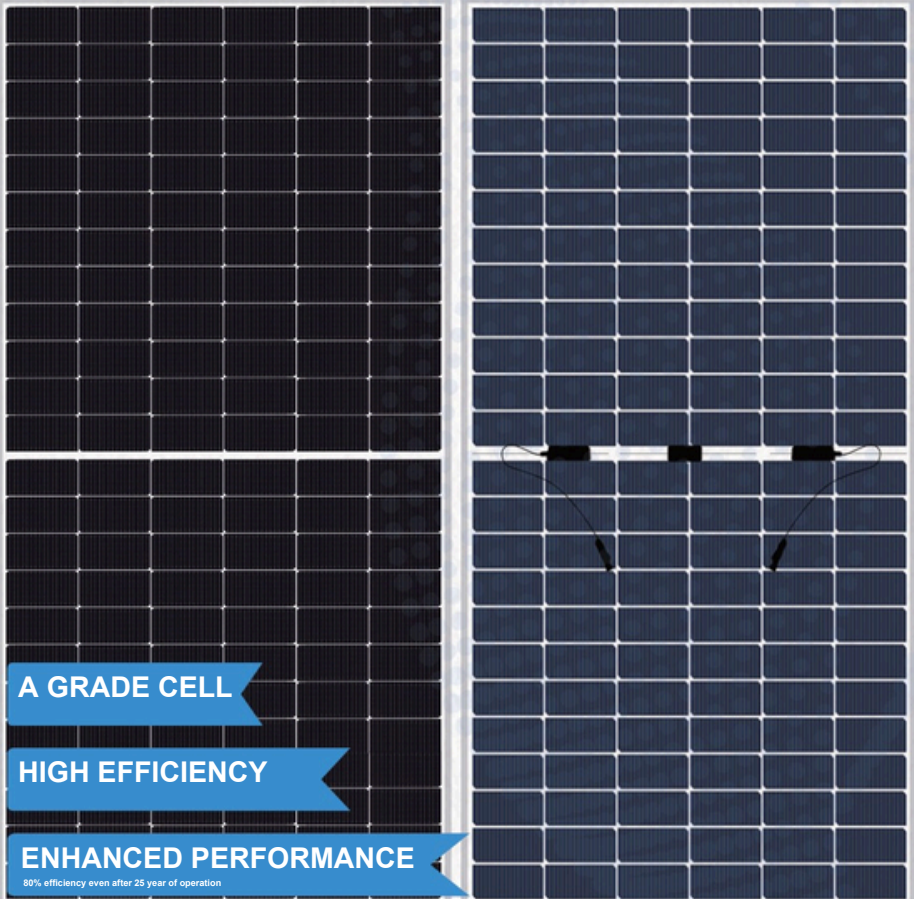 A GRADE CELL
HIGH EFFICIENCY
ENHANCED PERFORMANCE
80% efficiency even after 25 year of operation